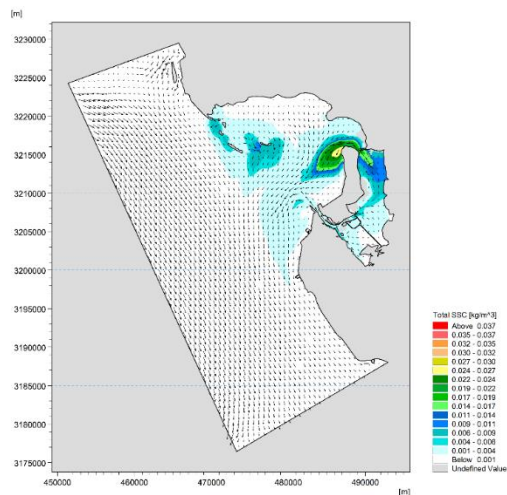 [m]
3230000
3225000
3220000
3215000
3210000
3205000
3200000
3195000
3190000
3185000
3180000
3175000
450000 460000 470000 480000 490000
[m]
Total SSC [kg/m^3]
Above 0.037
0.035 - 0.037
0.032 - 0.035
0.030 - 0.032
0.027 - 0.030
0.024 - 0.027
0.022 - 0.024
0.019 - 0.022
0.017 - 0.019
0.014 - 0.017
0.011 - 0.014
0.009 - 0.011
0.006 - 0.009
0.004 - 0.006
0.001 - 0.004
Below 0.001
Undefined Value